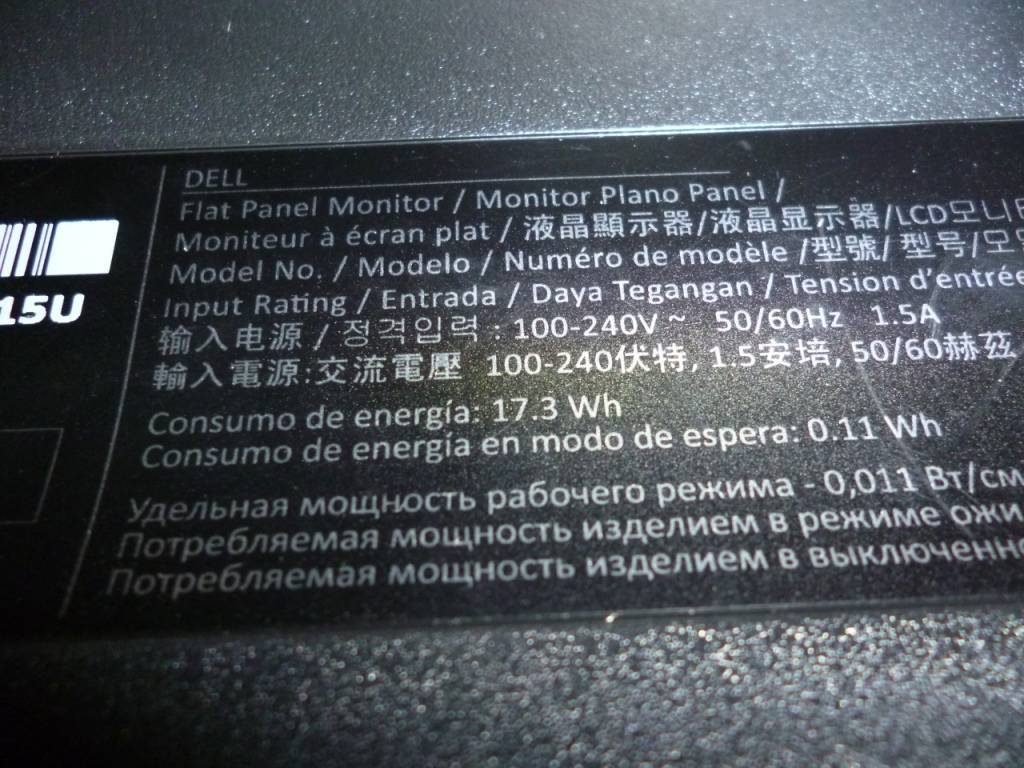 DELL
Flat Panel Monitor / Monitor Plano Panel /
Moniteur à écran plat / 液晶顯示器/液晶显示器/LCD모니터
Model No. / Modelo / Numéro de modèle /型號/ 型号/모델
15U
Input Rating / Entrada / Daya Tegangan / Tension d'entrée
输入电源 / 정격입력 : 100-240V ~ 50/60Hz 1.5A
輸入電源:交流電壓 100-240伏特, 1.5安培, 50/60赫茲
Consumo de energía: 17.3 Wh
Consumo de energía en modo de espera: 0.11 Wh
Удельная мощность рабочего режима - 0,011 Вт/см
Потребляемая мощность изделием в режиме ожи
Потребляемая мощность изделием в выключенно